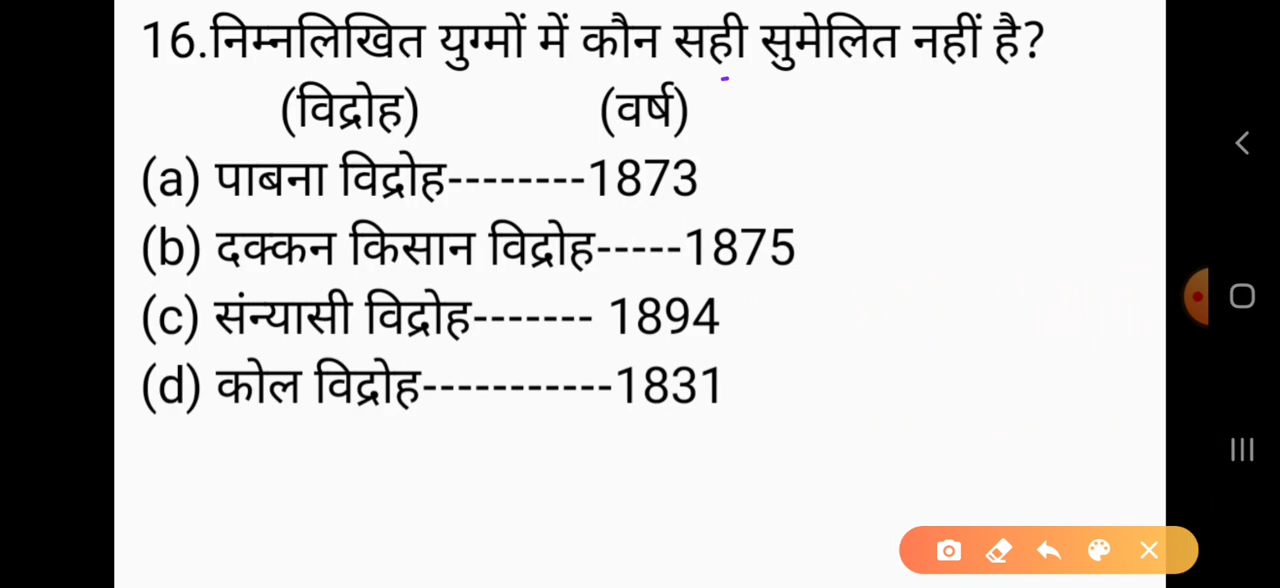 16.निम्नलिखित युग्मों में कौन सही सुमेलित नहीं है?
(विद्रोह) (वर्ष)
(a) पाबना विद्रोह--------1873
(b) दक्कन किसान विद्रोह-----1875
(c) संन्यासी विद्रोह------- 1894
(d) कोल विद्रोह-----------1831